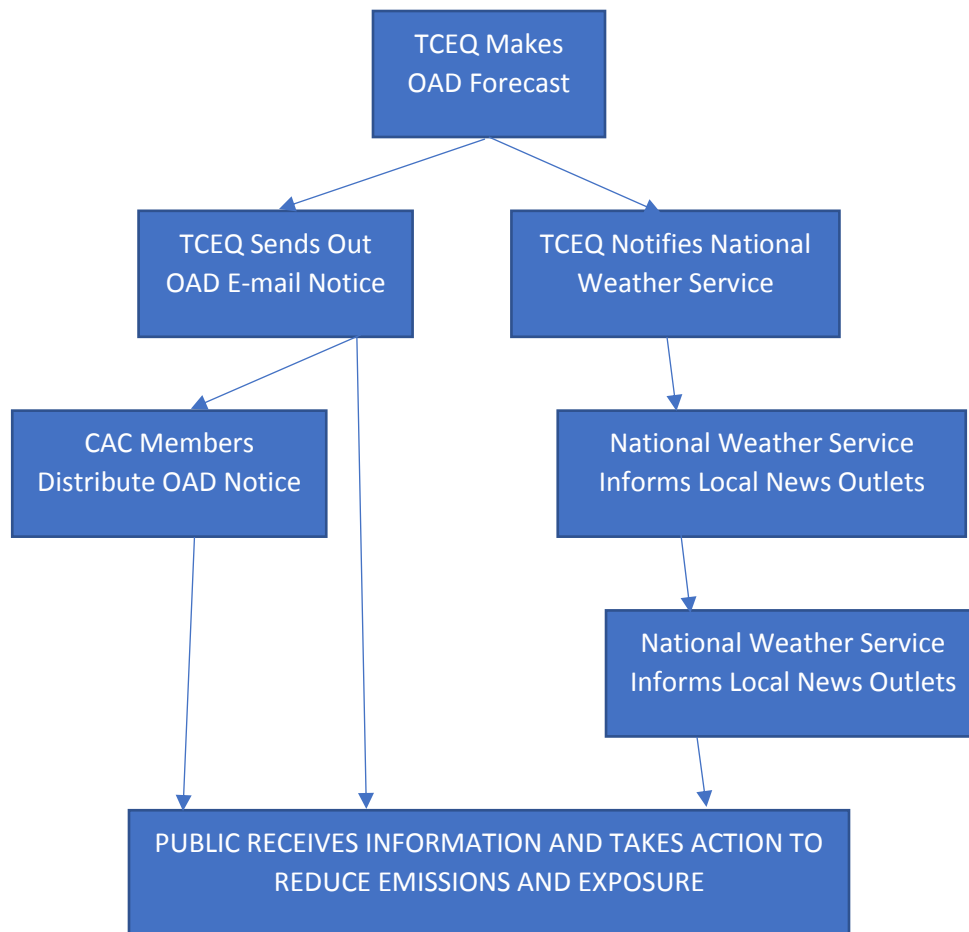 TCEQ Makes
OAD Forecast
TCEQ Sends Out
OAD E-mail Notice
TCEQ Notifies National
Weather Service
CAC Members
Distribute OAD Notice
National Weather Service
Informs Local News Outlets
National Weather Service
Informs Local News Outlets
PUBLIC RECEIVES INFORMATION AND TAKES ACTION TO
REDUCE EMISSIONS AND EXPOSURE